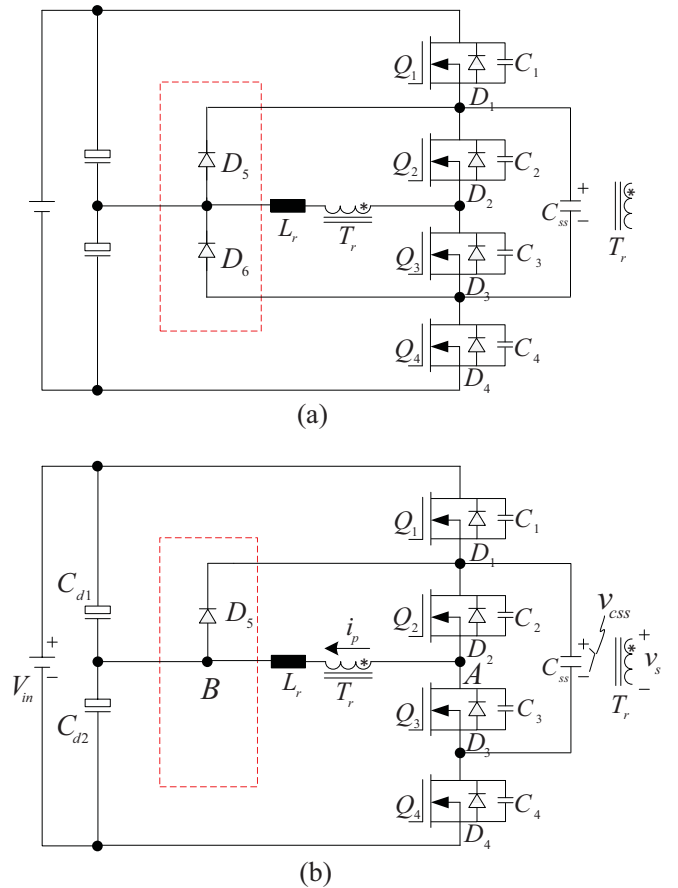 Q1
C1
D1
D5
Q2
C2
D2
Css
+
−
*
Tr
Lr
*
Tr
D6
Q3
C3
D3
Q4
C4
D4
(a)
Q1
C1
D1
Cd1
D5
Q2
C2
vcss
ip
D2
+
−
Vin
B
Lr
*
Tr
A
Css
+
−
*
+
vs
−
Tr
Cd2
Q3
C3
D3
Q4
C4
D4
(b)